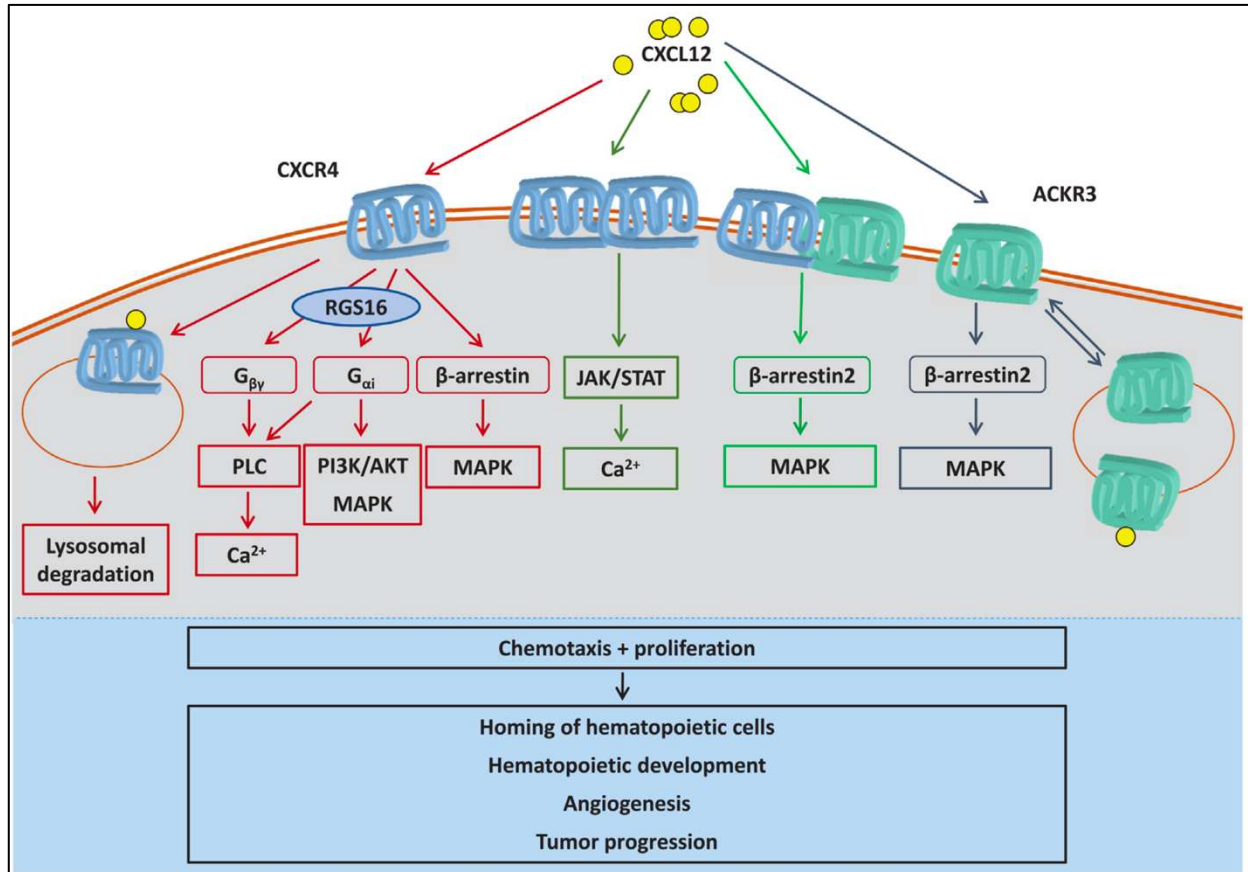 CXCL12
CXCR4
ACKR3
RGS16
Gβγ
Gαi
β-arrestin
JAK/STAT
β-arrestin2
β-arrestin2
PLC
PI3K/AKT
MAPK
MAPK
Ca²⁺
MAPK
MAPK
Lysosomal
degradation
Ca²⁺
Chemotaxis + proliferation
Homing of hematopoietic cells
Hematopoietic development
Angiogenesis
Tumor progression